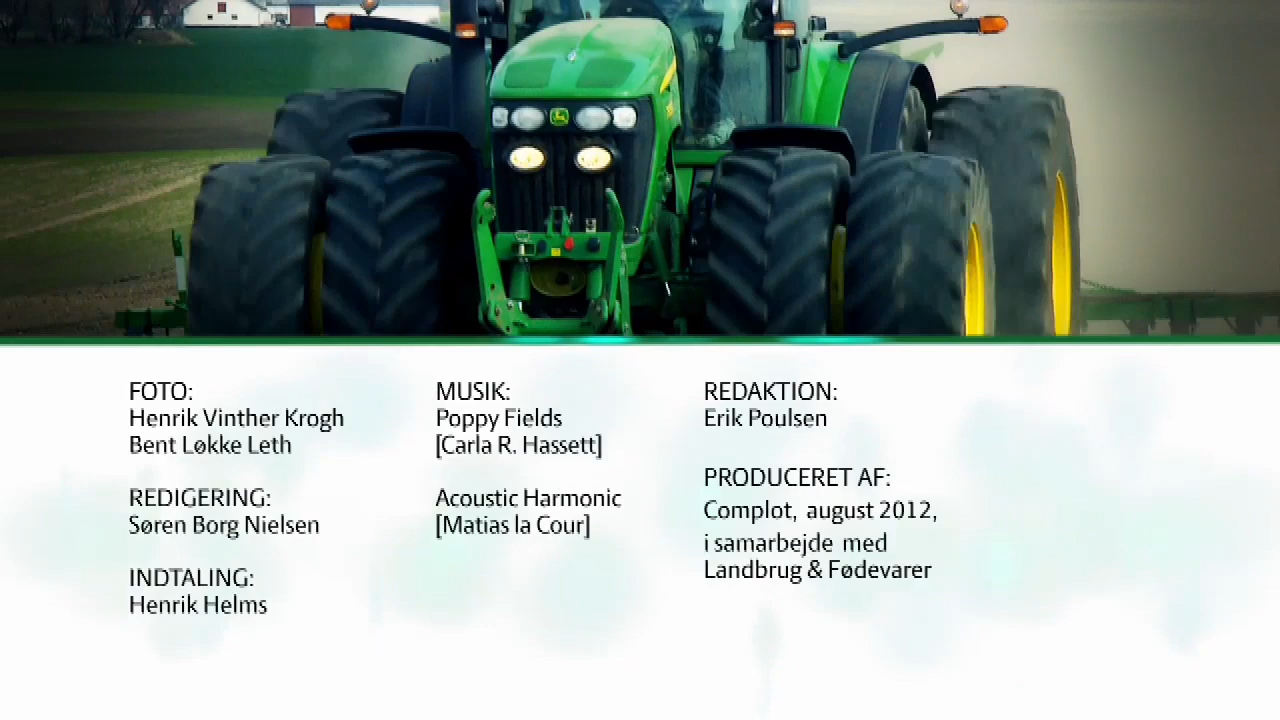 FOTO:
Henrik Vinther Krogh
Bent Løkke Leth
REDIGERING:
Søren Borg Nielsen
INDTALING:
Henrik Helms
MUSIK:
Poppy Fields
[Carla R. Hassett]
Acoustic Harmonic
[Matias la Cour]
REDAKTION:
Erik Poulsen
PRODUCERET AF:
Complot, august 2012,
i samarbejde med
Landbrug & Fødevarer